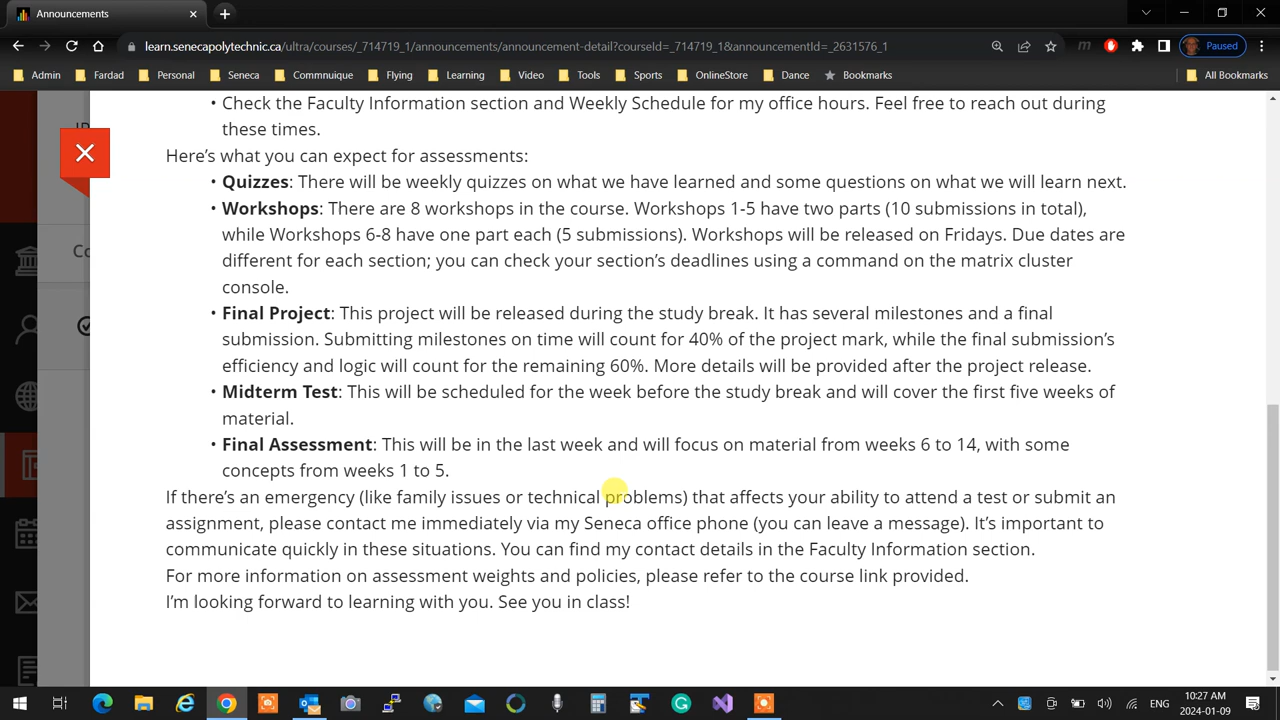 Announcements
learn.senecapolytechnic.ca/ultra/courses/_714719_1/announcements/announcement-detail?courseId=_714719_1&announcementId=_2631576_1
Paused
Admin Fardad Personal Seneca Commnuique Flying Learning Video Tools Sports OnlineStore Dance Bookmarks All Bookmarks
• Check the Faculty Information section and Weekly Schedule for my office hours. Feel free to reach out during
these times.
Here's what you can expect for assessments:
• Quizzes: There will be weekly quizzes on what we have learned and some questions on what we will learn next.
• Workshops: There are 8 workshops in the course. Workshops 1-5 have two parts (10 submissions in total),
while Workshops 6-8 have one part each (5 submissions). Workshops will be released on Fridays. Due dates are
different for each section; you can check your section's deadlines using a command on the matrix cluster
console.
• Final Project: This project will be released during the study break. It has several milestones and a final
submission. Submitting milestones on time will count for 40% of the project mark, while the final submission's
efficiency and logic will count for the remaining 60%. More details will be provided after the project release.
• Midterm Test: This will be scheduled for the week before the study break and will cover the first five weeks of
material.
• Final Assessment: This will be in the last week and will focus on material from weeks 6 to 14, with some
concepts from weeks 1 to 5.
If there's an emergency (like family issues or technical problems) that affects your ability to attend a test or submit an
assignment, please contact me immediately via my Seneca office phone (you can leave a message). It's important to
communicate quickly in these situations. You can find my contact details in the Faculty Information section.
For more information on assessment weights and policies, please refer to the course link provided.
I'm looking forward to learning with you. See you in class!
ENG
10:27 AM
2024-01-09